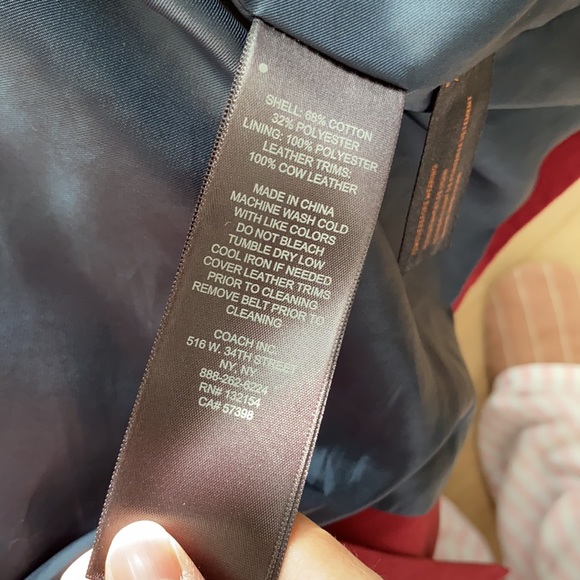 SHELL: 68% COTTON
32% POLYESTER
LINING: 100% POLYESTER
LEATHER TRIMS:
100% COW LEATHER
MADE IN CHINA
MACHINE WASH COLD
WITH LIKE COLORS
DO NOT BLEACH
TUMBLE DRY LOW
COOL IRON IF NEEDED
COVER LEATHER TRIMS
PRIOR TO CLEANING
REMOVE BELT PRIOR TO
CLEANING
COACH INC.
516 W. 34TH STREET
NY. NY.
888-262-6224
RN# 132154
CA# 57398